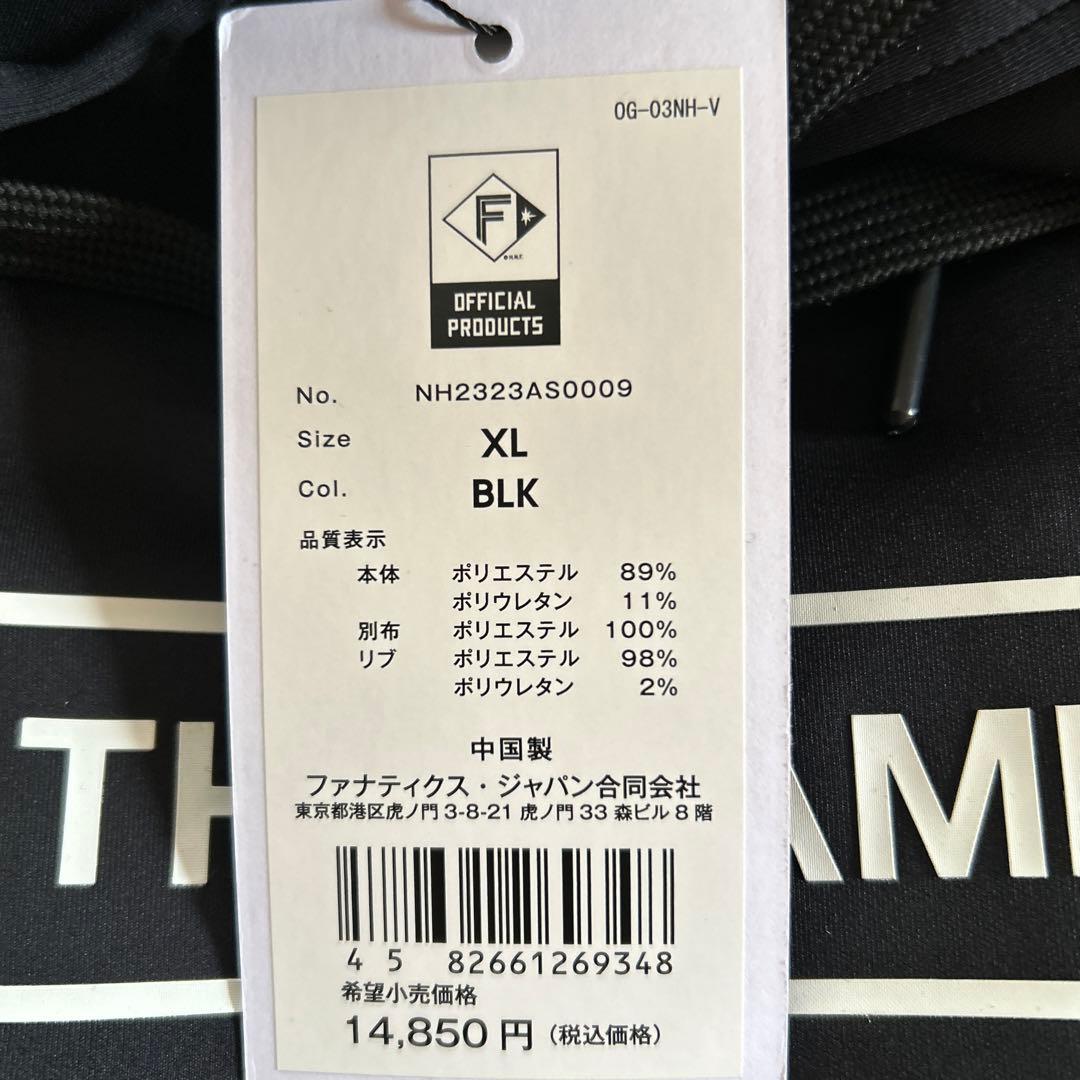 OG-03NH-V
F
©H.N.F.
OFFICIAL
PRODUCTS
No. NH2323AS0009
Size XL
Col. BLK
品質表示
本体 ポリエステル 89%
ポリウレタン 11%
別布 ポリエステル 100%
リブ ポリエステル 98%
ポリウレタン 2%
中国製
ファナティクス・ジャパン合同会社
東京都港区虎ノ門 3-8-21 虎ノ門 33 森ビル 8 階
4 5 82661269348
希望小売価格
14,850 円 (税込価格)